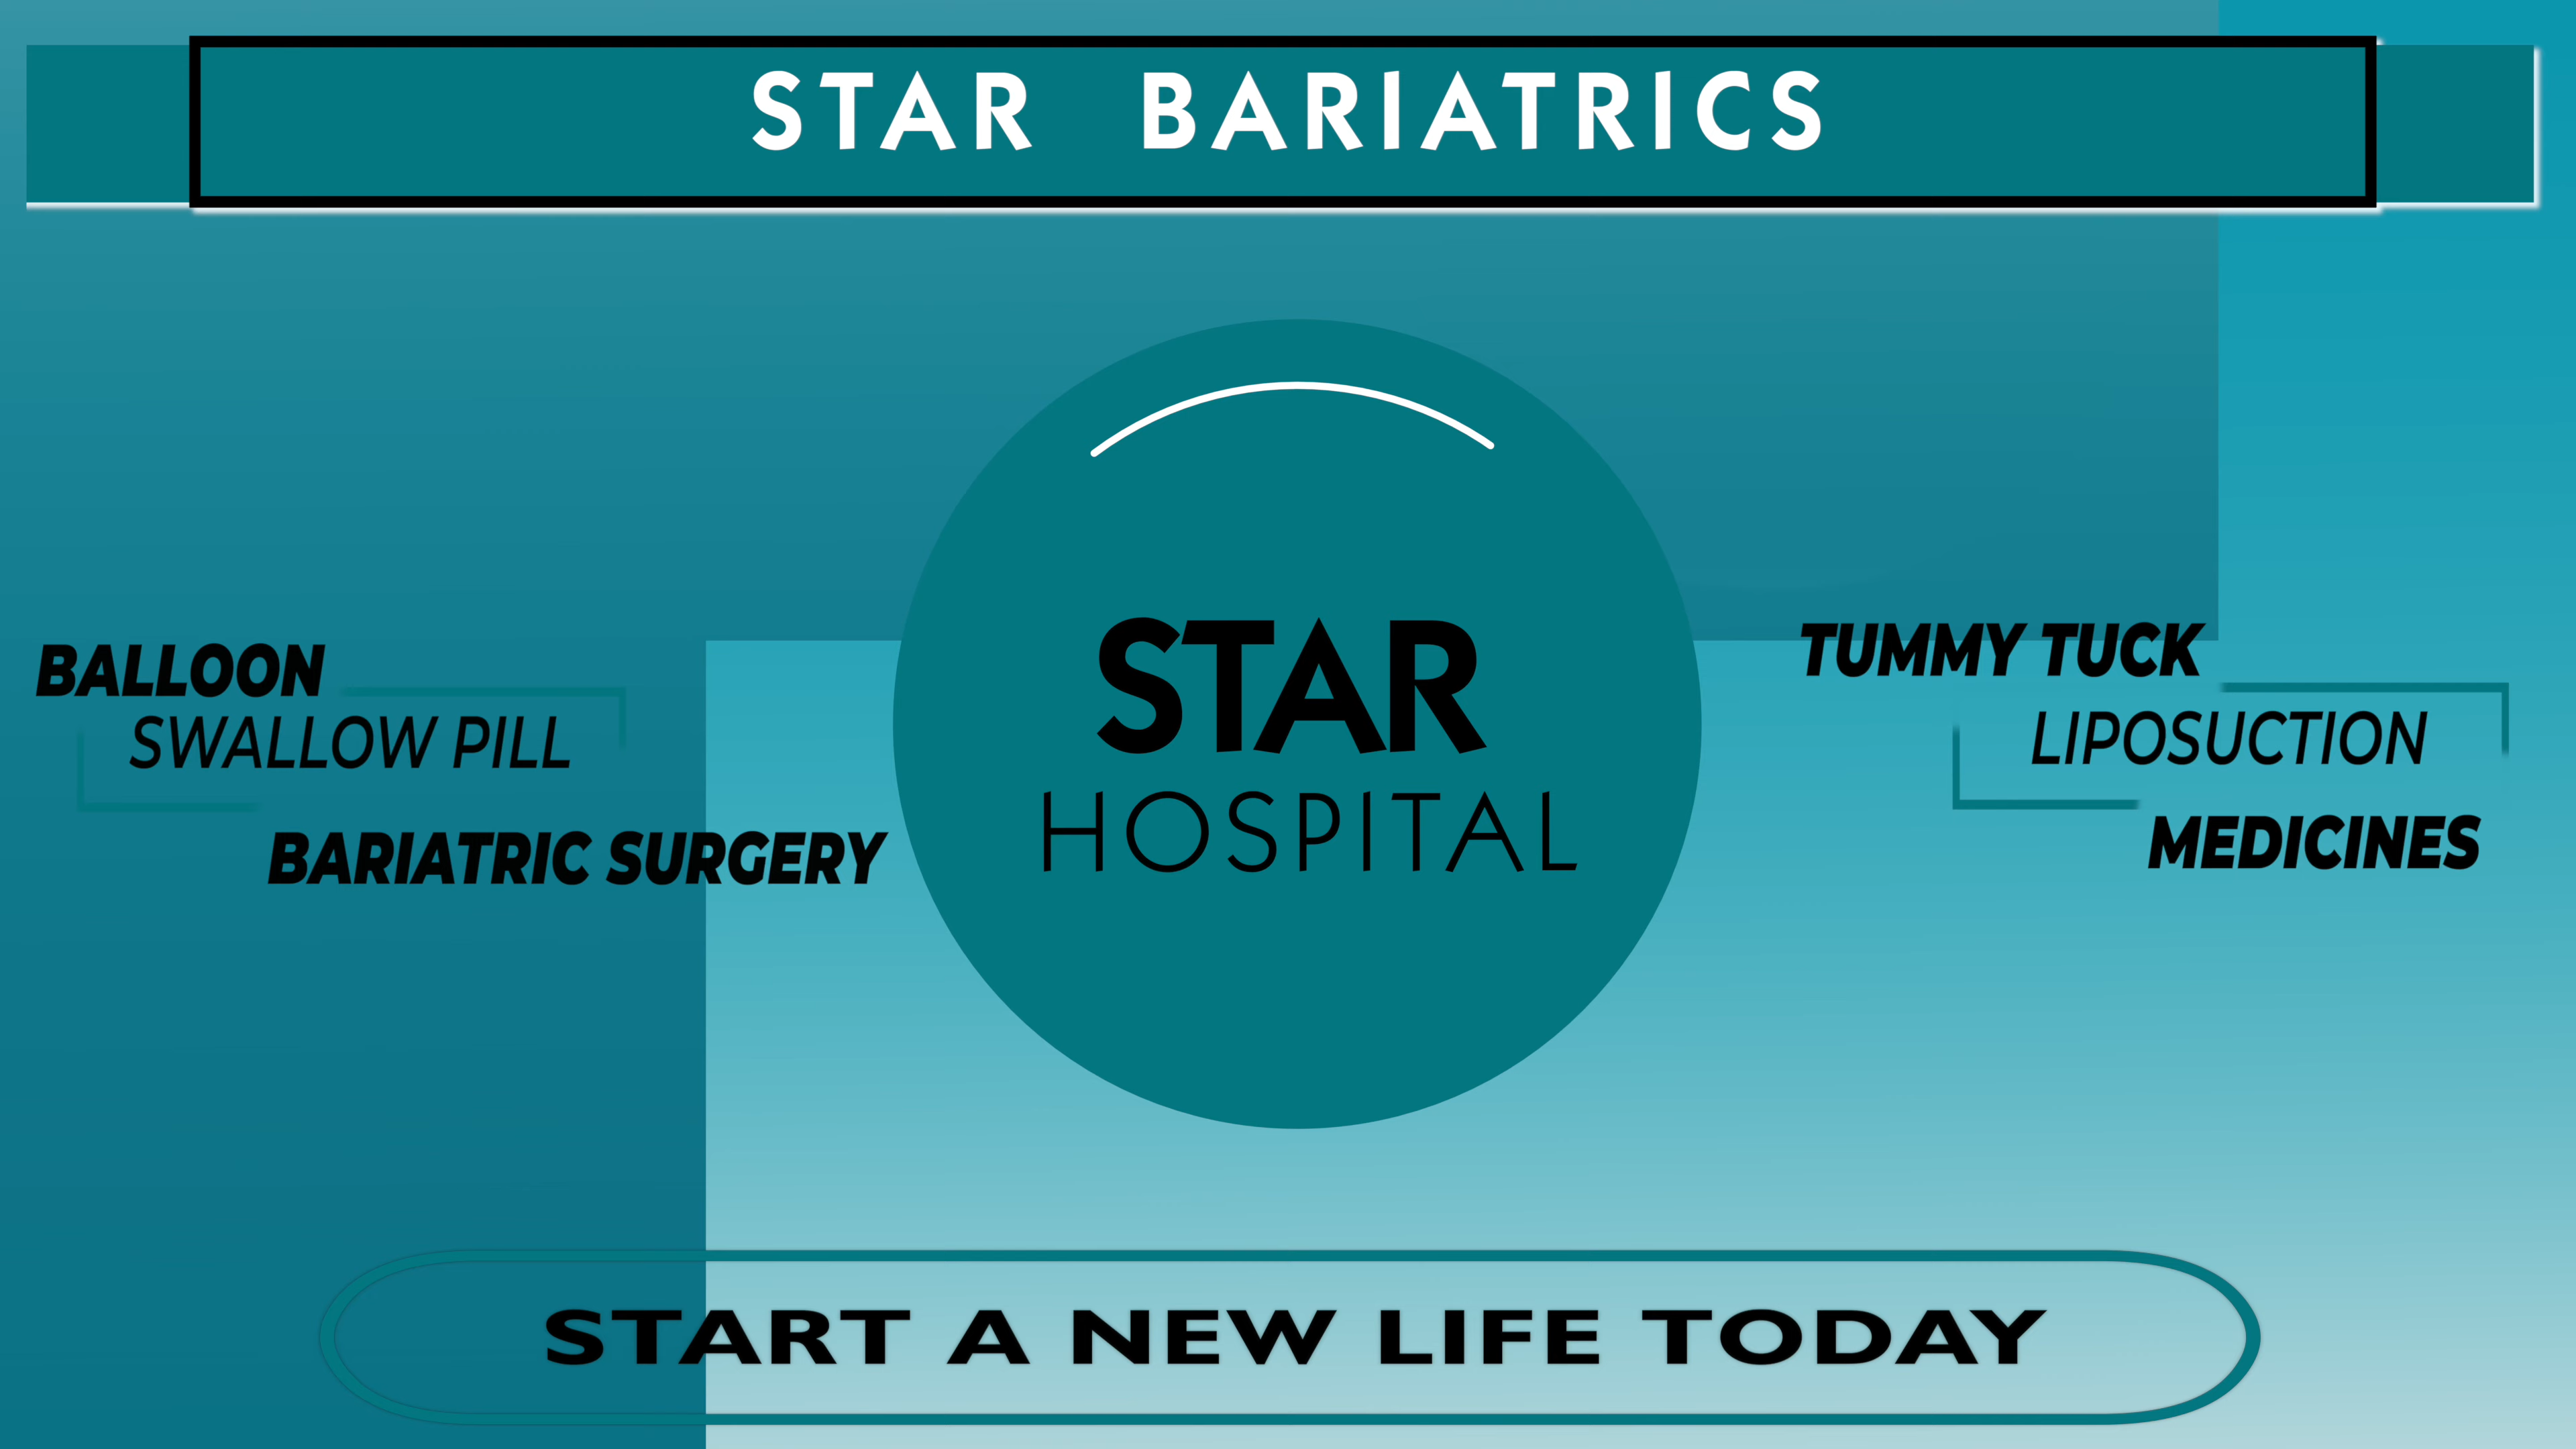 STAR BARIATRICS
BALLOON
SWALLOW PILL
BARIATRIC SURGERY
STAR
HOSPITAL
TUMMY TUCK
LIPOSUCTION
MEDICINES
START A NEW LIFE TODAY